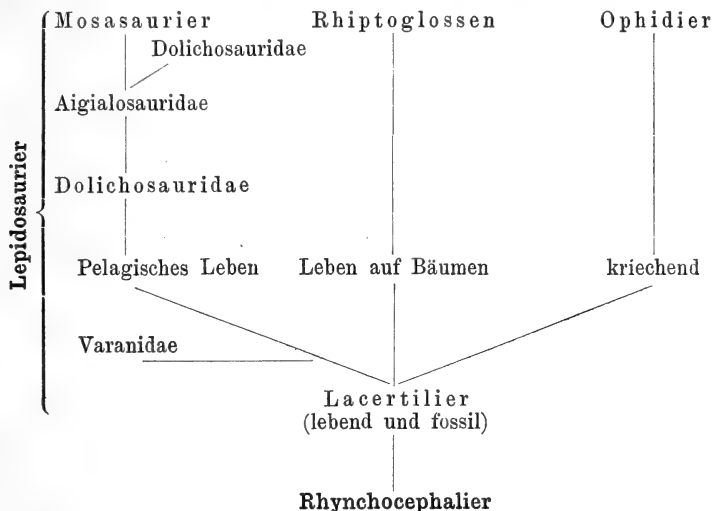 Mosasaurier Rhiptoglossen Ophidier
Dolichosauridae
Aigialosauridae
Dolichosauridae
Lepidosaurier
Pelagisches Leben Leben auf Bäumen kriechend
Varanidae
Lacertilier
(lebend und fossil)
Rhynchocephalier